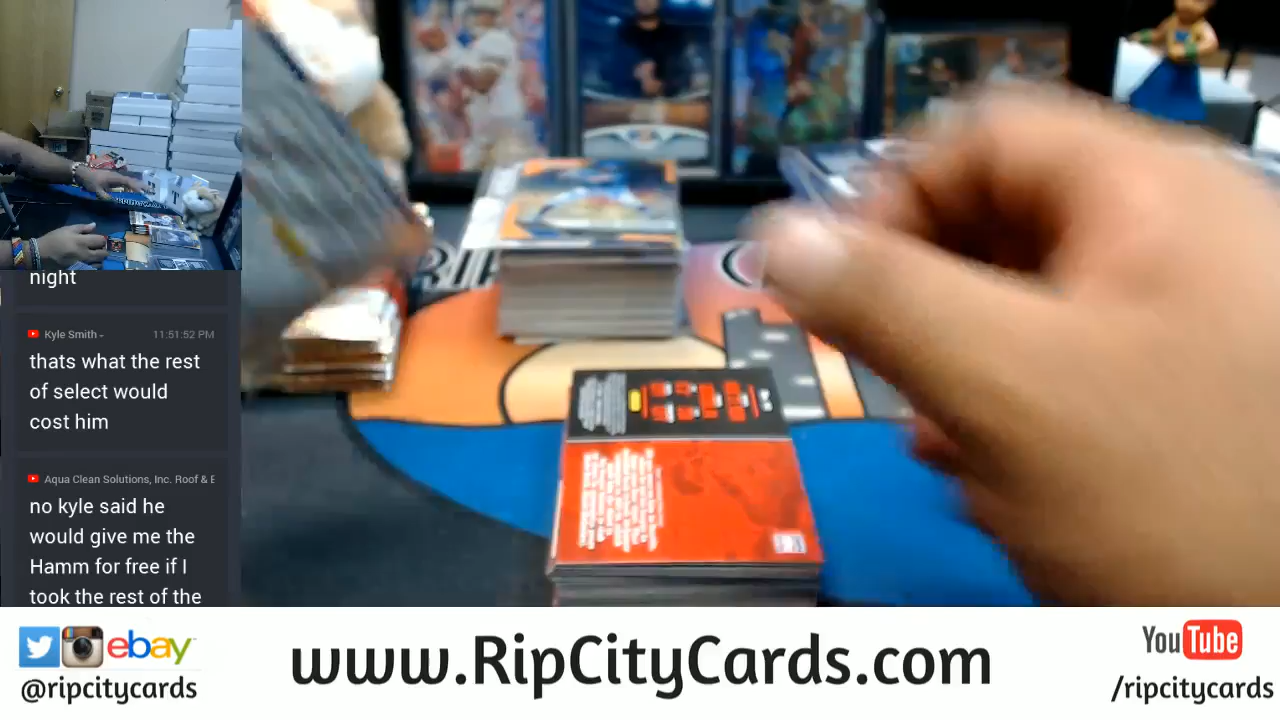 night
Kyle Smith
11:51:52 PM
thats what the rest
of select would
cost him
Aqua Clean Solutions, Inc. Roof & E
no kyle said he
would give me the
Hamm for free if I
took the rest of the
RIP
C
ebay
@ripcitycards
www.RipCityCards.com
YouTube
/ripcitycards